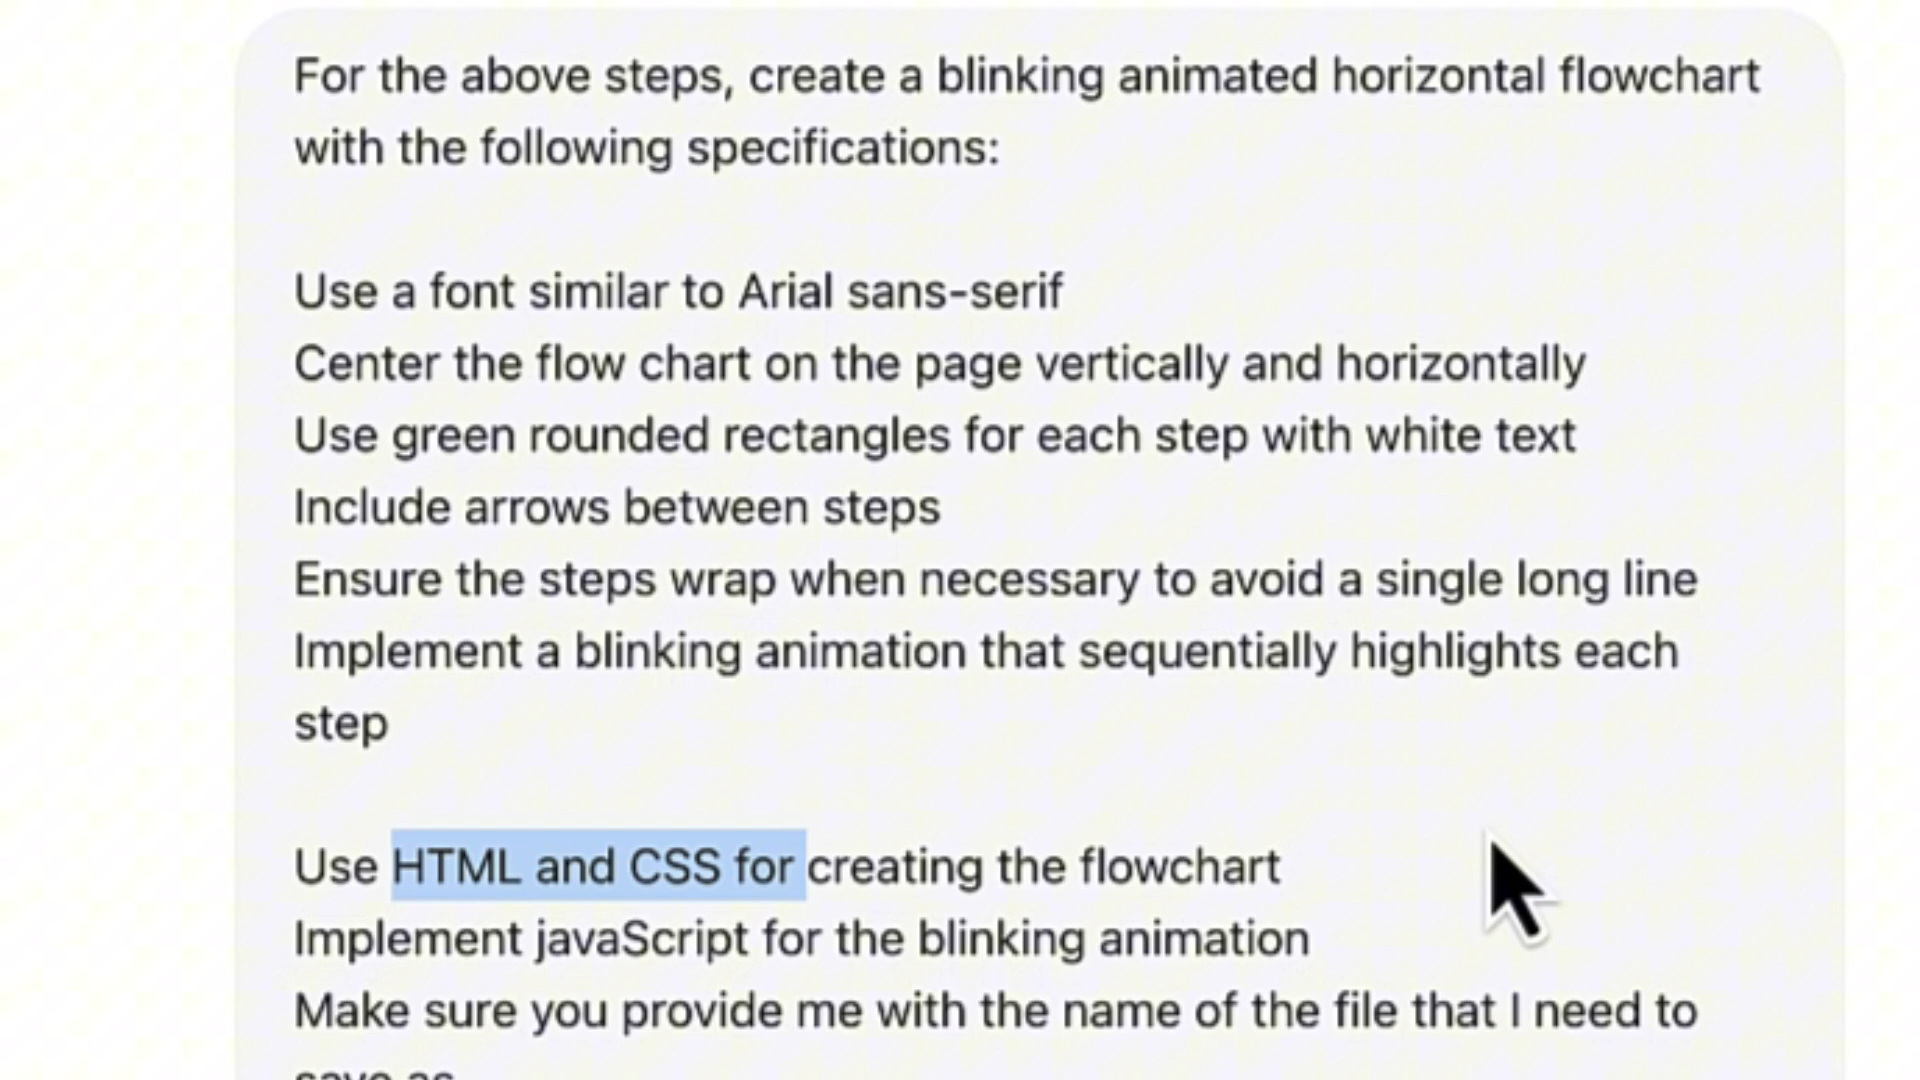 For the above steps, create a blinking animated horizontal flowchart
with the following specifications:
Use a font similar to Arial sans-serif
Center the flow chart on the page vertically and horizontally
Use green rounded rectangles for each step with white text
Include arrows between steps
Ensure the steps wrap when necessary to avoid a single long line
Implement a blinking animation that sequentially highlights each
step
Use HTML and CSS for creating the flowchart
Implement javaScript for the blinking animation
Make sure you provide me with the name of the file that I need to
save as